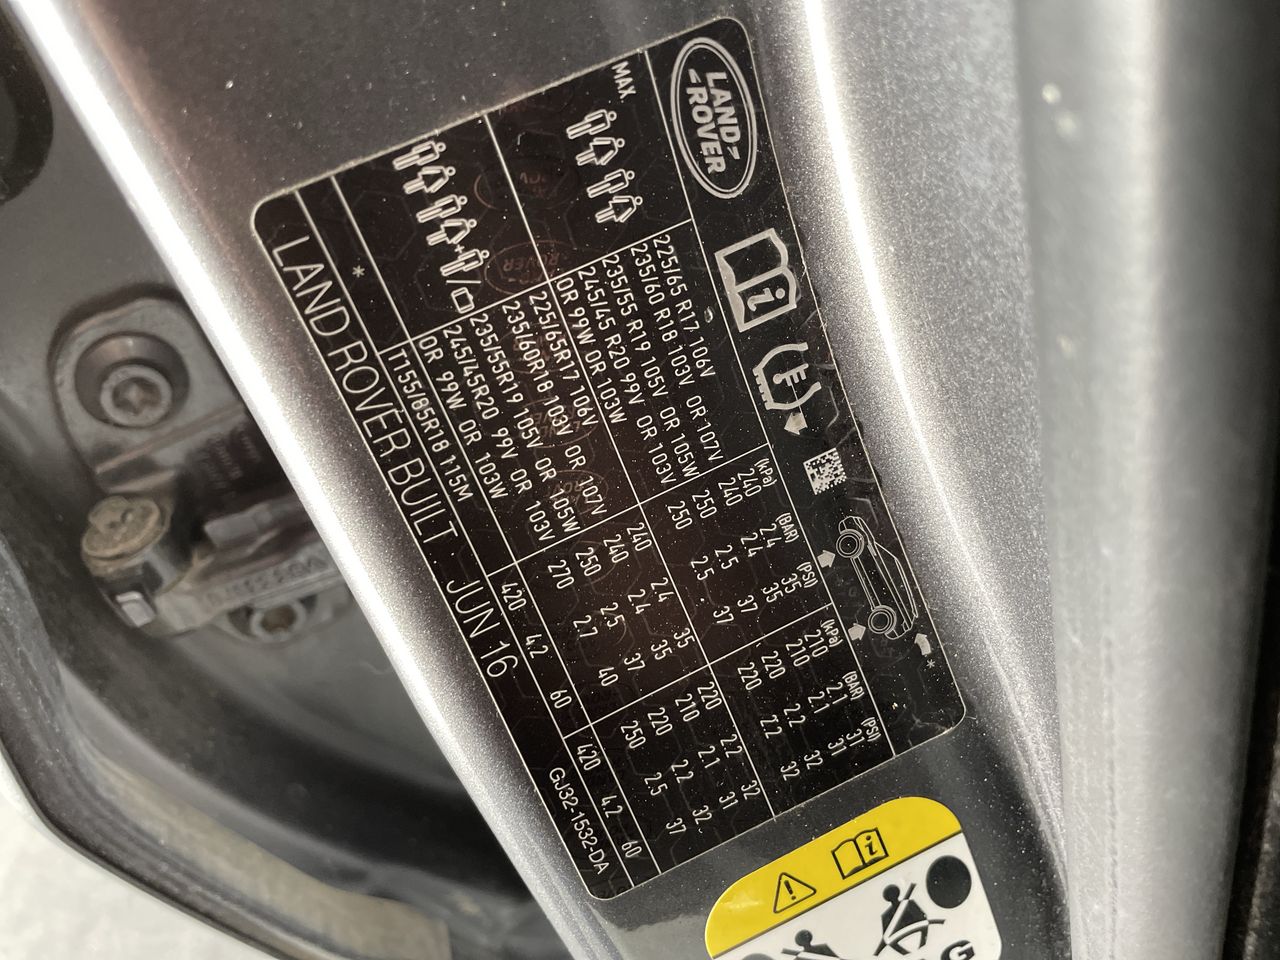 LAND
ROVER
*
MAX.
(kPa) (BAR) (PSI) (kPa) (BAR) (PSI)
225/65 R17 106V 240 2.4 35 210 2.1 31
235/60 R18 103V OR107V 240 2.4 35 210 2.1 31
235/55 R19 105V OR 105W 250 2.5 37 220 2.2 32
245/45 R20 99V OR 103V 250 2.5 37 220 2.2 32
OR 99W OR 103W
225/65R17 106V 240 2.4 35 220 2.2 32
235/60R18 103V OR 107V 240 2.4 35 210 2.1 31
235/55R19 105V OR 105W 250 2.5 37 220 2.2 32
245/45R20 99V OR 103V 270 2.7 40 250 2.5 37
OR 99W OR 103W
* T155/85R18 115M 420 4.2 60 420 4.2 60
LAND ROVER BUILT. JUN 16 GJ32-1532-DA
G